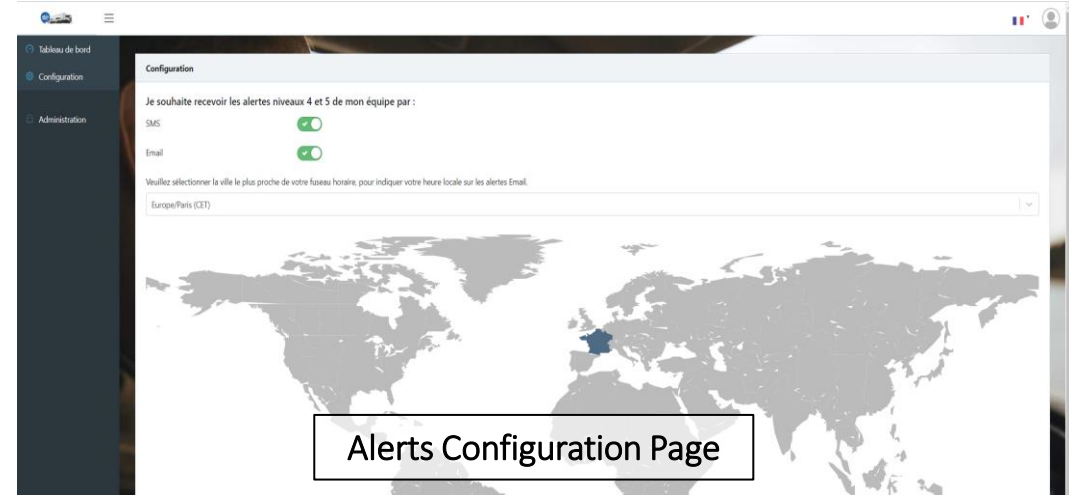 Tableau de bord
Configuration
Administration
Configuration
Je souhaite recevoir les alertes niveaux 4 et 5 de mon équipe par :
SMS
Email
Veuillez sélectionner la ville le plus proche de votre fuseau horaire, pour indiquer votre heure locale sur les alertes Email.
Europe/Paris (CET)
Alerts Configuration Page